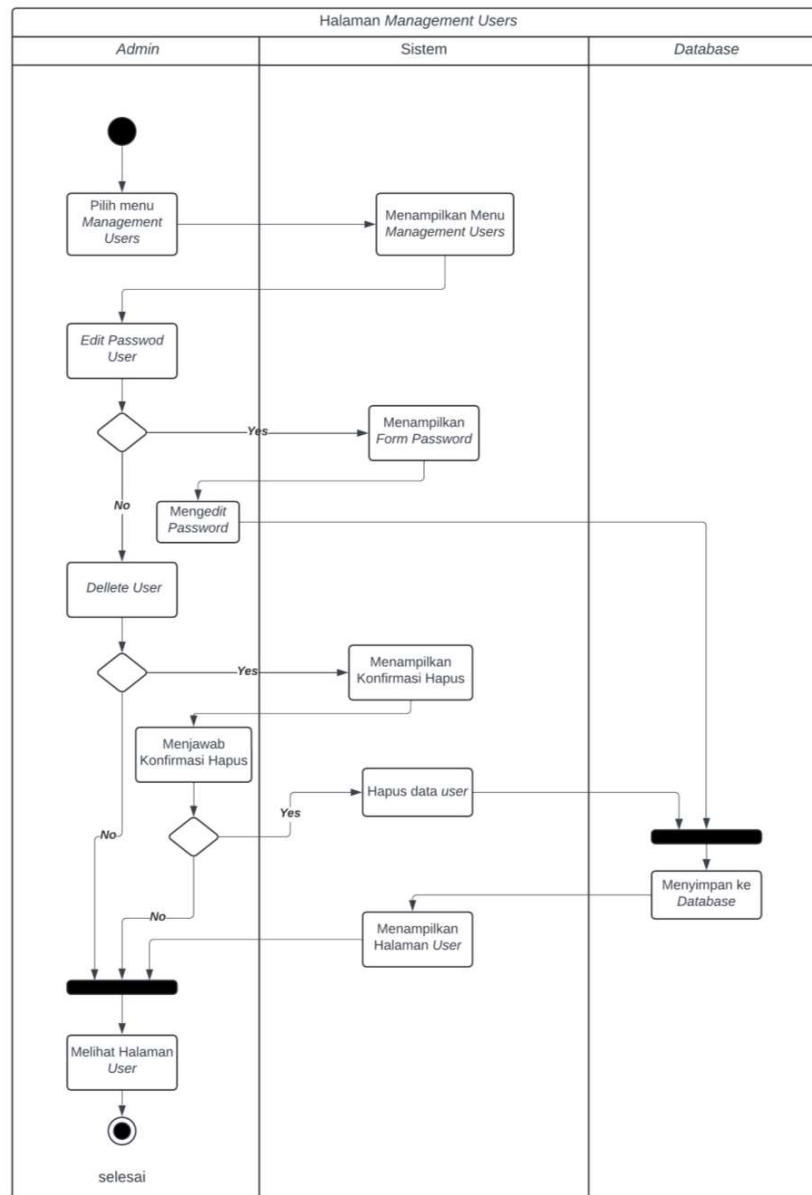 Halaman Management Users
Admin
Sistem
Database
Pilih menu
Management
Users
Menampilkan Menu
Management Users
Edit Passwod
User
Yes
Menampilkan
Form Password
No
Mengedit
Password
Dellete User
Yes
Menampilkan
Konfirmasi Hapus
Menjawab
Konfirmasi Hapus
Hapus data user
Yes
No
Menyimpan ke
Database
No
Menampilkan
Halaman User
Melihat Halaman
User
selesai